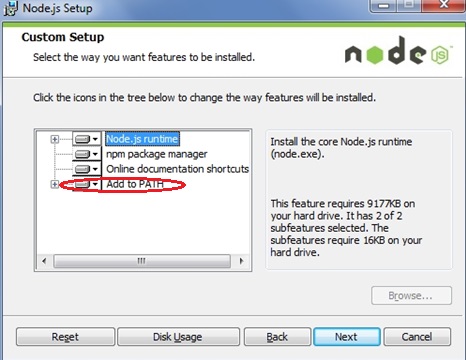 Node.js Setup
Custom Setup
Select the way you want features to be installed.
node
JS
Click the icons in the tree below to change the way features will be installed.
Node.js runtime
npm package manager
Online documentation shortcuts
Add to PATH
Install the core Node.js runtime
(node.exe).
This feature requires 9177KB on
your hard drive. It has 2 of 2
subfeatures selected. The
subfeatures require 16KB on your
hard drive.
Browse...
Reset
Disk Usage
Back
Next
Cancel